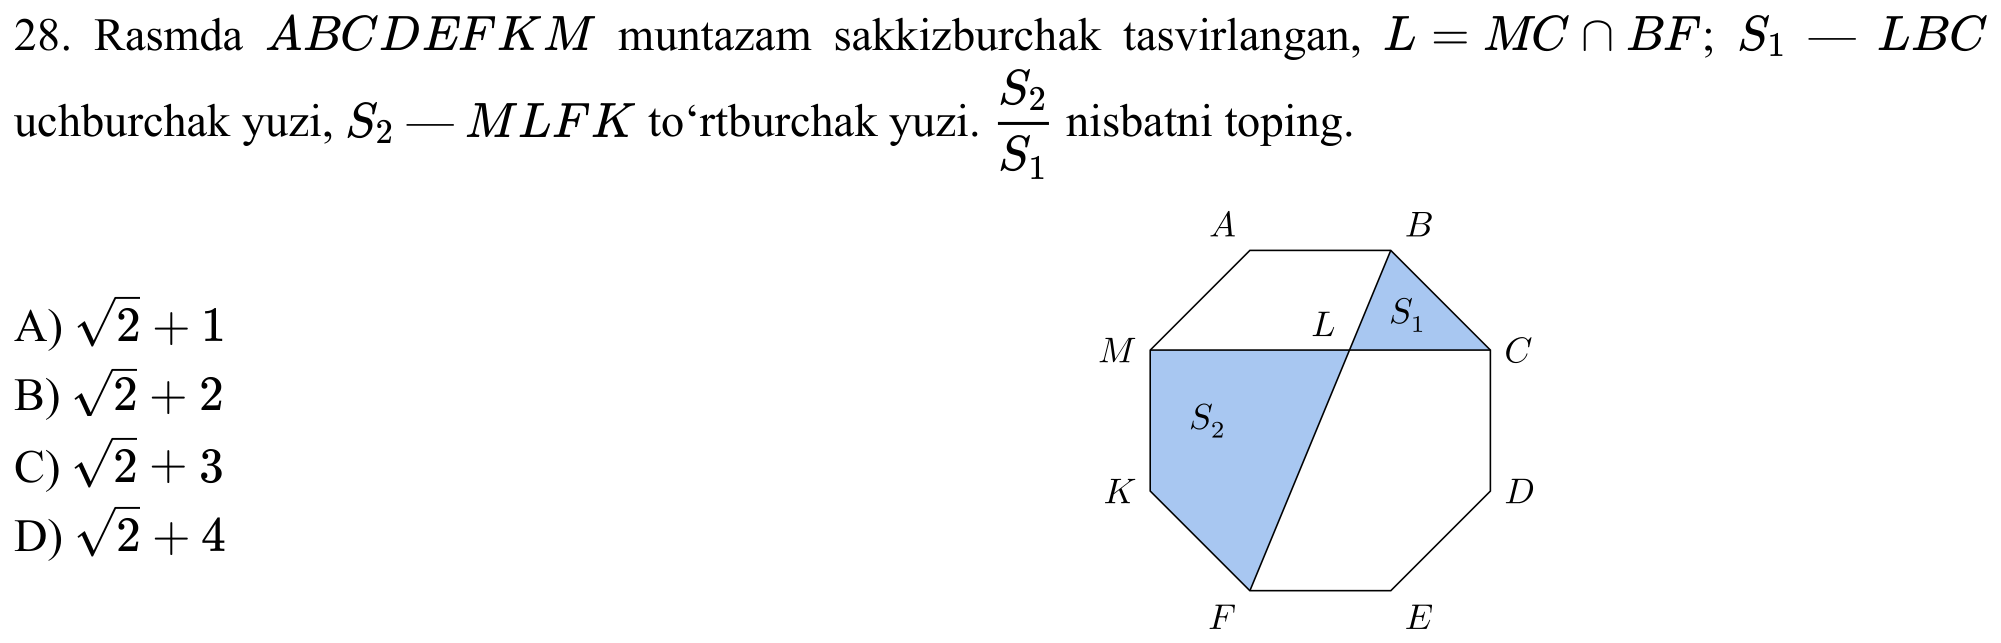 28. Rasmda ABCDEFKM muntazam sakkizburchak tasvirlangan, L = MC ∩ BF; S₁ — LBC
uchburchak yuzi, S₂ — MLFK to‘rtburchak yuzi. S₂/S₁ nisbatni toping.
A) √2 + 1
B) √2 + 2
C) √2 + 3
D) √2 + 4
A B
L S₁
M C
S₂
K D
F E